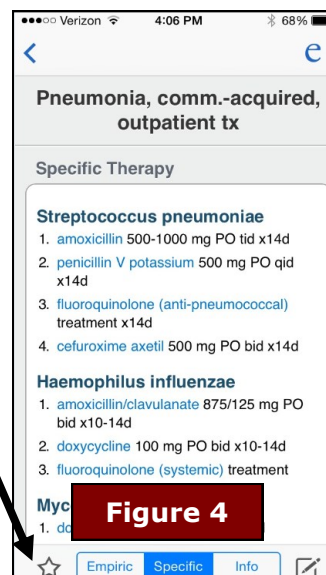 Verizon 4:06 PM 68%
e
Pneumonia, comm.-acquired,
outpatient tx
Specific Therapy
Streptococcus pneumoniae
1. amoxicillin 500-1000 mg PO tid x14d
2. penicillin V potassium 500 mg PO qid
x14d
3. fluoroquinolone (anti-pneumococcal)
treatment x14d
4. cefuroxime axetil 500 mg PO bid x14d
Haemophilus influenzae
1. amoxicillin/clavulanate 875/125 mg PO
bid x10-14d
2. doxycycline 100 mg PO bid x10-14d
3. fluoroquinolone (systemic) treatment
Myc
1. do
Figure 4
Empiric Specific Info